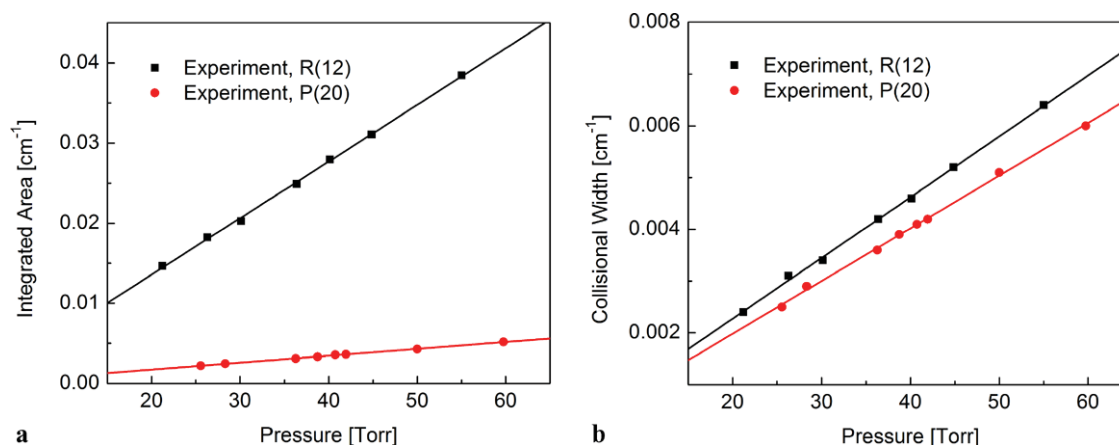 Integrated Area [cm⁻¹]
0.04
0.03
0.02
0.01
0.00
Experiment, R(12)
Experiment, P(20)
20 30 40 50 60
Pressure [Torr]
a
Collisional Width [cm⁻¹]
0.008
0.006
0.004
0.002
Experiment, R(12)
Experiment, P(20)
20 30 40 50 60
Pressure [Torr]
b